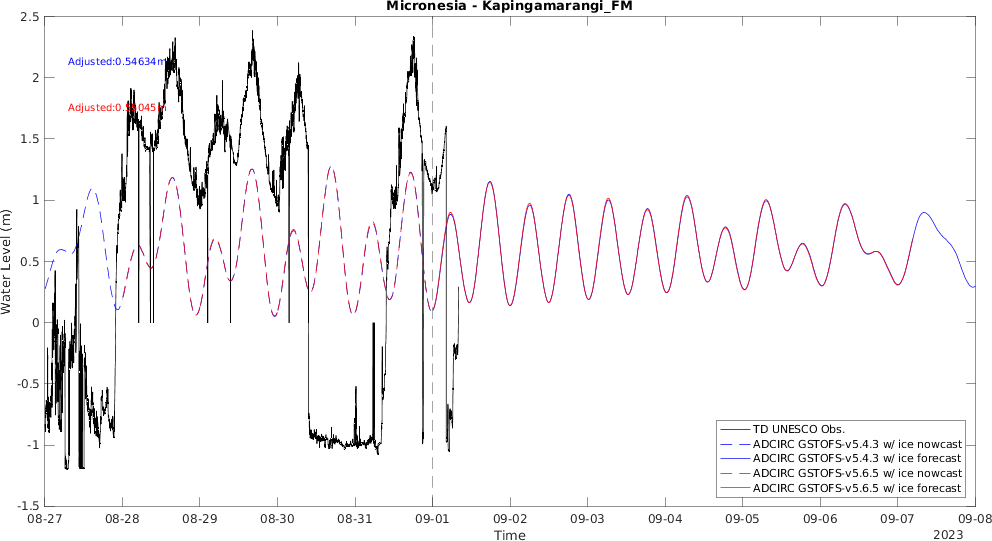 Micronesia - Kapingamarangi_FM
2.5
2
1.5
1
0.5
0
-0.5
-1
-1.5
Water Level (m)
Adjusted:0.54634m
TD UNESCO Obs.
ADCIRC GSTOFS-v5.4.3 w/ ice nowcast
ADCIRC GSTOFS-v5.4.3 w/ ice forecast
ADCIRC GSTOFS-v5.6.5 w/ ice nowcast
ADCIRC GSTOFS-v5.6.5 w/ ice forecast
08-27 08-28 08-29 08-30 08-31 09-01 09-02 09-03 09-04 09-05 09-06 09-07 09-08
Time
2023